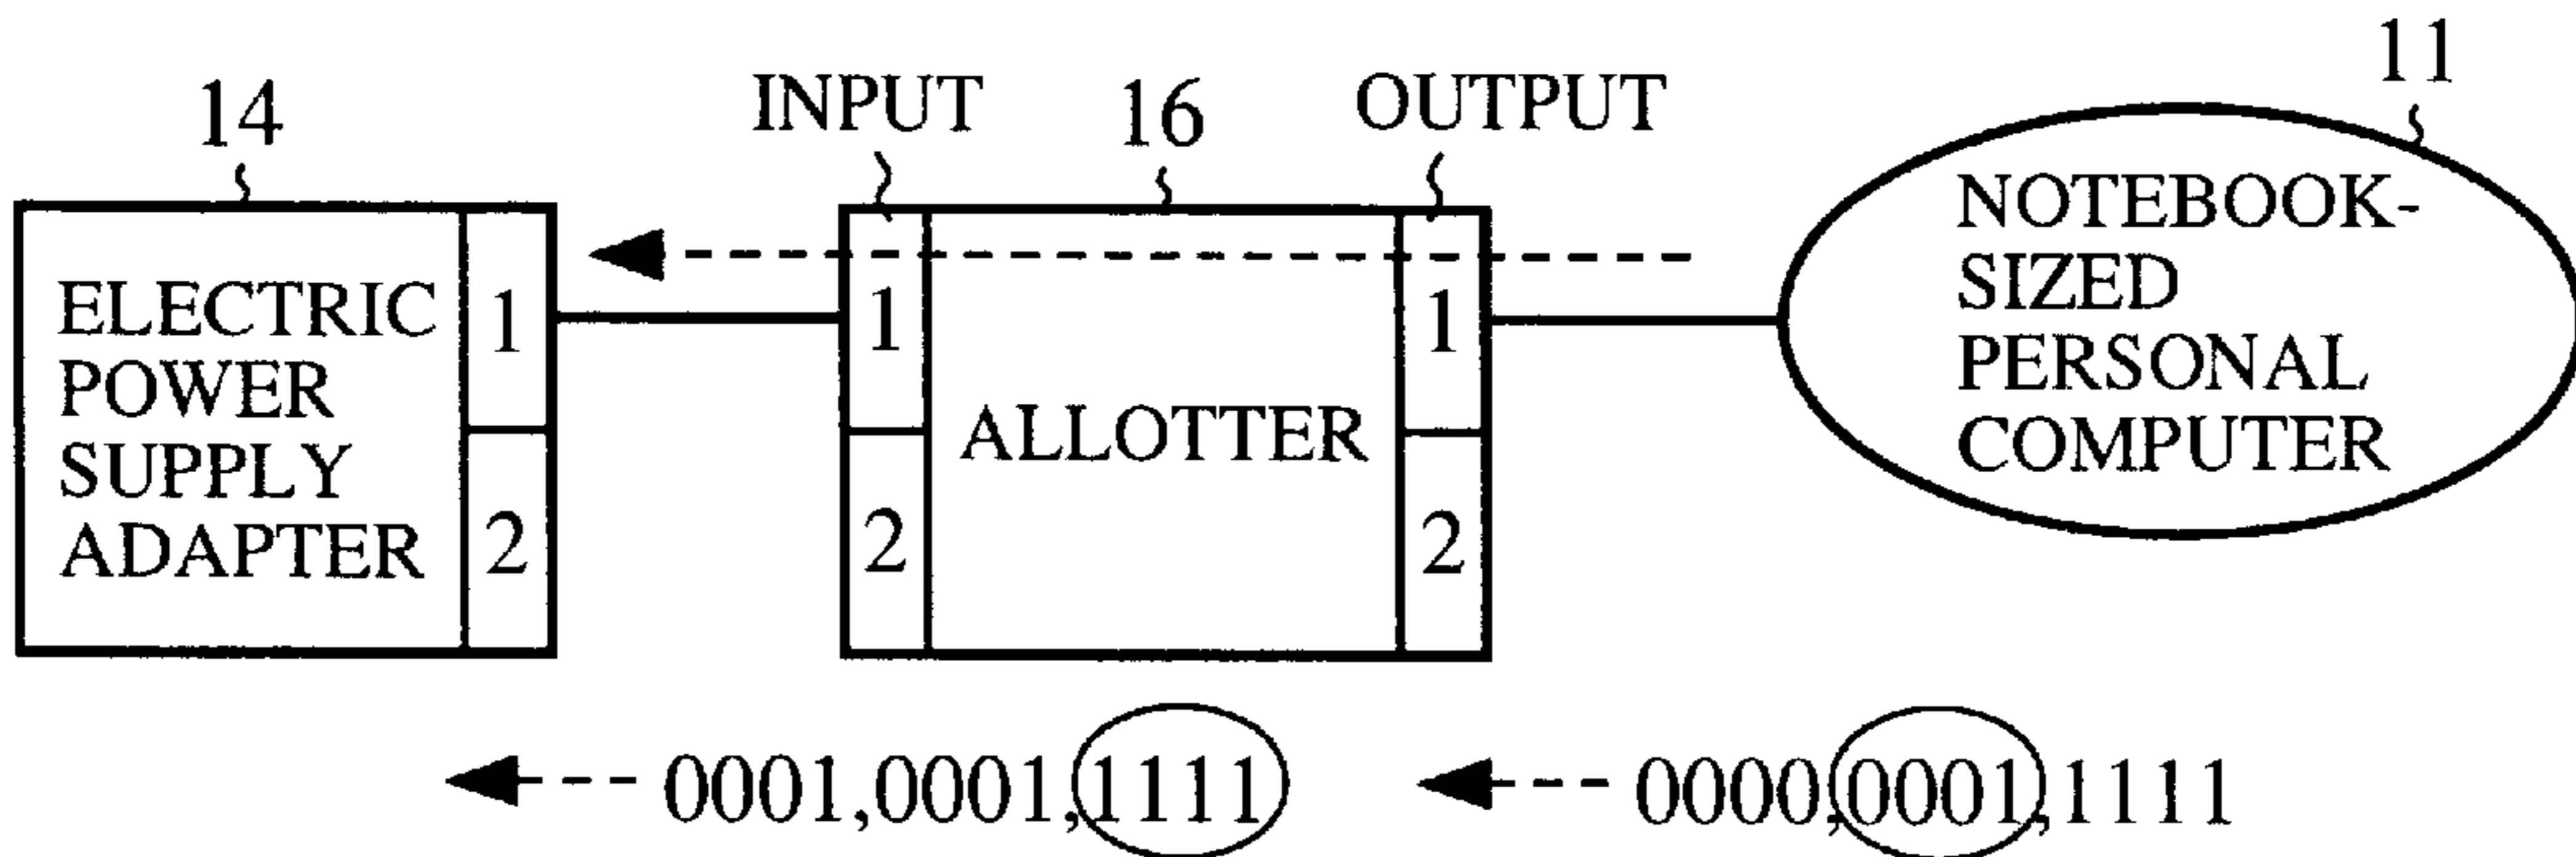 14
INPUT
16
OUTPUT
11
ELECTRIC
POWER
SUPPLY
ADAPTER
1
2
1
2
ALLOTTER
1
2
NOTEBOOK-
SIZED
PERSONAL
COMPUTER
0001,0001,1111
0000,0001,1111